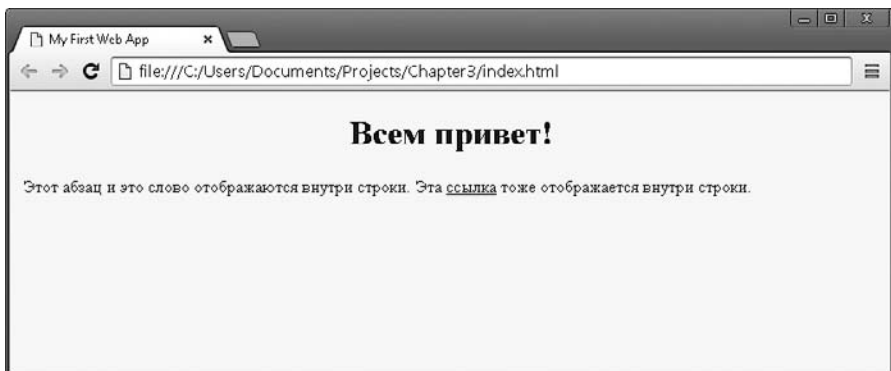 My First Web App
file:///C:/Users/Documents/Projects/Chapter3/index.html
Всем привет!
Этот абзац и это слово отображаются внутри строки. Эта ссылка тоже отображается внутри строки.